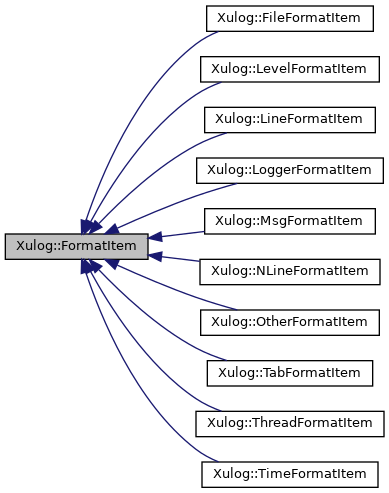 Xulog::FileFormatItem
Xulog::LevelFormatItem
Xulog::LineFormatItem
Xulog::LoggerFormatItem
Xulog::MsgFormatItem
Xulog::FormatItem
Xulog::NLineFormatItem
Xulog::OtherFormatItem
Xulog::TabFormatItem
Xulog::ThreadFormatItem
Xulog::TimeFormatItem